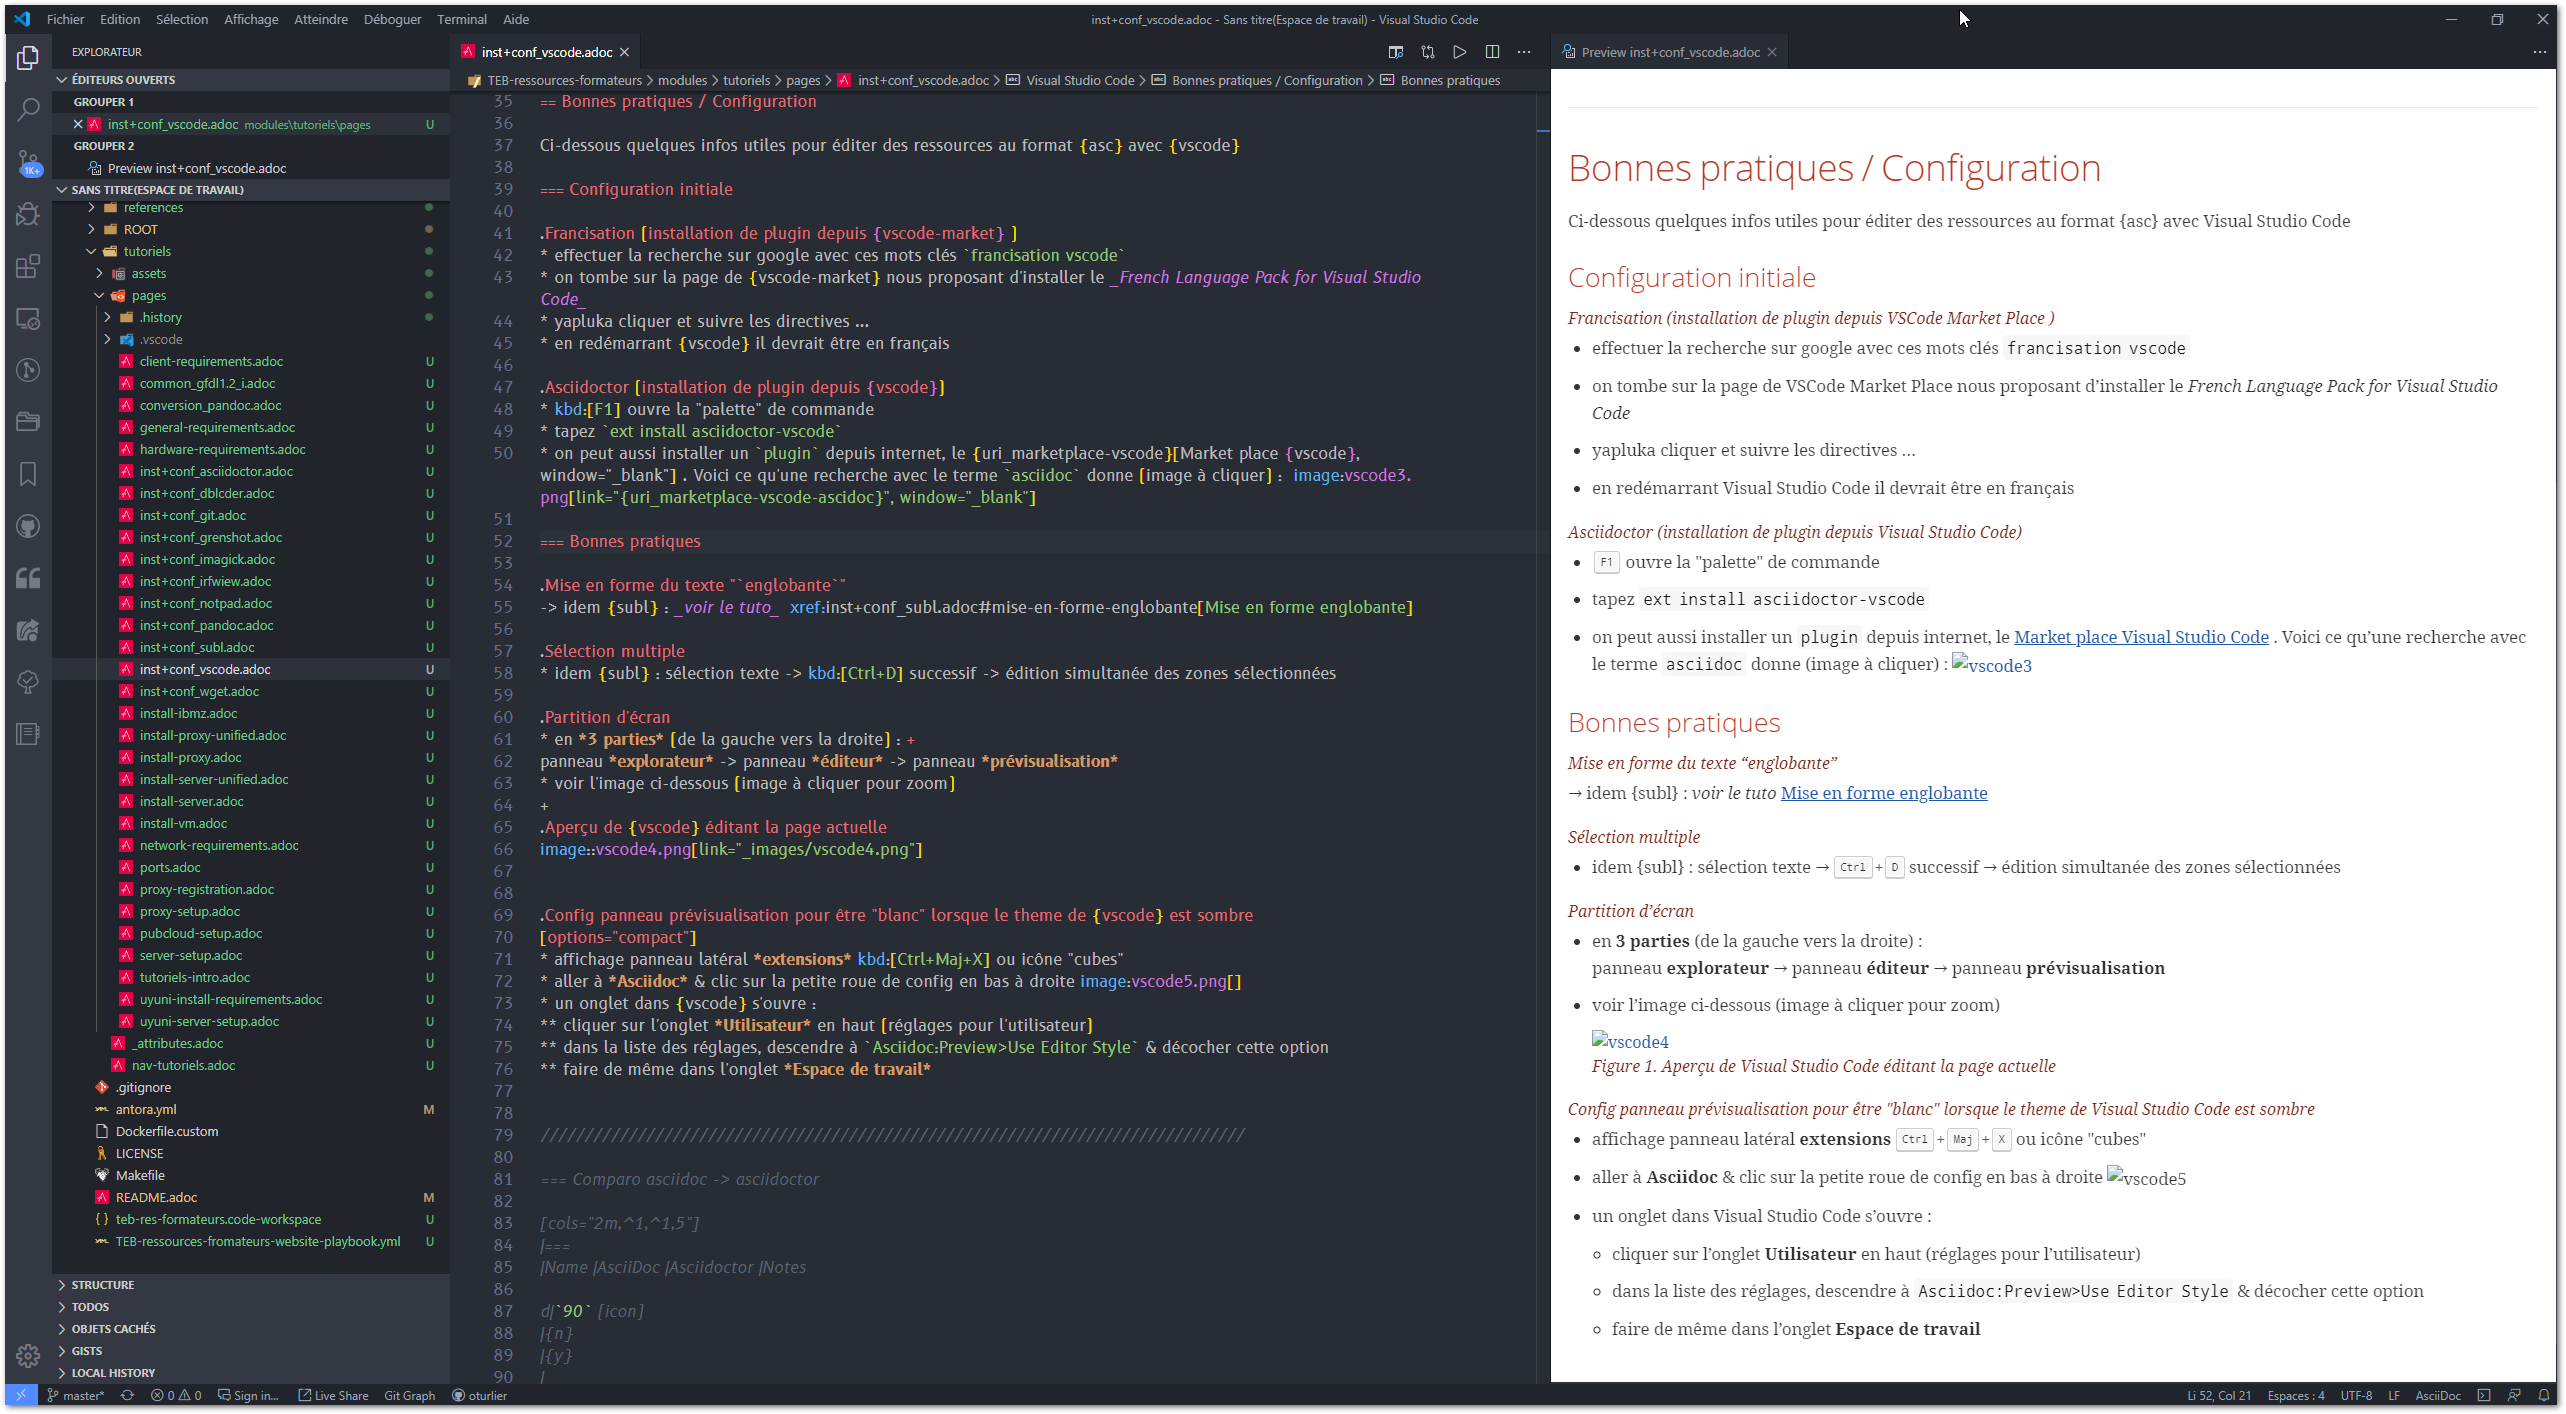 Fichier Edition Sélection Affichage Atteindre Déboguer Terminal Aide
inst+conf_vscode.adoc - Sans titre(Espace de travail) - Visual Studio Code
EXPLORATEUR
ÉDITEURS OUVERTS
GROUPER 1
inst+conf_vscode.adoc modules\tutoriels\pages U
GROUPER 2
Preview inst+conf_vscode.adoc
1K+
SANS TITRE(ESPACE DE TRAVAIL)
references
ROOT
tutoriels
assets
pages
.history
.vscode
client-requirements.adoc U
common_gfdl1.2_i.adoc U
conversion_pandoc.adoc U
general-requirements.adoc U
hardware-requirements.adoc U
inst+conf_asciidoctor.adoc U
inst+conf_dblcder.adoc U
inst+conf_git.adoc U
inst+conf_grenshot.adoc U
inst+conf_imagick.adoc U
inst+conf_irfwiew.adoc U
inst+conf_notpad.adoc U
inst+conf_pandoc.adoc U
inst+conf_subl.adoc U
inst+conf_vscode.adoc U
inst+conf_wget.adoc U
install-ibmz.adoc U
install-proxy-unified.adoc U
install-proxy.adoc U
install-server-unified.adoc U
install-server.adoc U
install-vm.adoc U
network-requirements.adoc U
ports.adoc U
proxy-registration.adoc U
proxy-setup.adoc U
pubcloud-setup.adoc U
server-setup.adoc U
tutoriels-intro.adoc U
uyuni-install-requirements.adoc U
uyuni-server-setup.adoc U
_attributes.adoc U
nav-tutoriels.adoc U
.gitignore
antora.yml M
Dockerfile.custom
LICENSE
Makefile
README.adoc M
teb-res-formateurs.code-workspace U
TEB-ressources-fromateurs-website-playbook.yml U
STRUCTURE
TODOS
OBJETS CACHÉS
GISTS
LOCAL HISTORY
inst+conf_vscode.adoc
TEB-ressources-formateurs > modules > tutoriels > pages > inst+conf_vscode.adoc > Visual Studio Code > Bonnes pratiques / Configuration > Bonnes pratiques
35 == Bonnes pratiques / Configuration
36
37 Ci-dessous quelques infos utiles pour éditer des ressources au format {asc} avec {vscode}
38
39 === Configuration initiale
40
41 .Francisation (installation de plugin depuis {vscode-market} )
42 * effectuer la recherche sur google avec ces mots clés `francisation vscode`
43 * on tombe sur la page de {vscode-market} nous proposant d'installer le _French Language Pack for Visual Studio
Code_
44 * yapluka cliquer et suivre les directives ...
45 * en redémarrant {vscode} il devrait être en français
46
47 .Asciidoctor (installation de plugin depuis {vscode})
48 * kbd:[F1] ouvre la "palette" de commande
49 * tapez `ext install asciidoctor-vscode`
50 * on peut aussi installer un `plugin` depuis internet, le {uri_marketplace-vscode}[Market place {vscode},
window="_blank"] . Voici ce qu'une recherche avec le terme `asciidoc` donne (image à cliquer) : image:vscode3.
png[link="{uri_marketplace-vscode-ascidoc}", window="_blank"]
51
52 === Bonnes pratiques
53
54 .Mise en forme du texte "`englobante`"
55 -> idem {subl} : _voir le tuto_ xref:inst+conf_subl.adoc#mise-en-forme-englobante[Mise en forme englobante]
56
57 .Sélection multiple
58 * idem {subl} : sélection texte -> kbd:[Ctrl+D] successif -> édition simultanée des zones sélectionnées
59
60 .Partition d'écran
61 * en *3 parties* (de la gauche vers la droite) : +
62 panneau *explorateur* -> panneau *éditeur* -> panneau *prévisualisation*
63 * voir l'image ci-dessous (image à cliquer pour zoom)
64 +
65 .Aperçu de {vscode} éditant la page actuelle
66 image::vscode4.png[link="_images/vscode4.png"]
67
68
69 .Config panneau prévisualisation pour être "blanc" lorsque le theme de {vscode} est sombre
70 [options="compact"]
71 * affichage panneau latéral *extensions* kbd:[Ctrl+Maj+X] ou icône "cubes"
72 * aller à *Asciidoc* & clic sur la petite roue de config en bas à droite image:vscode5.png[]
73 * un onglet dans {vscode} s'ouvre :
74 ** cliquer sur l'onglet *Utilisateur* en haut (réglages pour l'utilisateur)
75 ** dans la liste des réglages, descendre à `Asciidoc:Preview>Use Editor Style` & décocher cette option
76 ** faire de même dans l'onglet *Espace de travail*
77
78
79 ////////////////////////////////////////////////////////////////////////////////
80
81 === Comparo asciidoc -> asciidoctor
82
83 [cols="2m,^1,^1,5"]
84 |===
85 |Name |AsciiDoc |Asciidoctor |Notes
86
87 d|`90` [icon]
88 |{n}
89 |{y}
90 |
Preview inst+conf_vscode.adoc
Bonnes pratiques / Configuration
Ci-dessous quelques infos utiles pour éditer des ressources au format {asc} avec Visual Studio Code
Configuration initiale
Francisation (installation de plugin depuis VSCode Market Place )
• effectuer la recherche sur google avec ces mots clés francisation vscode
• on tombe sur la page de VSCode Market Place nous proposant d’installer le French Language Pack for Visual Studio
Code
• yapluka cliquer et suivre les directives …
• en redémarrant Visual Studio Code il devrait être en français
Asciidoctor (installation de plugin depuis Visual Studio Code)
• F1 ouvre la "palette" de commande
• tapez ext install asciidoctor-vscode
• on peut aussi installer un plugin depuis internet, le Market place Visual Studio Code . Voici ce qu’une recherche avec
le terme asciidoc donne (image à cliquer) : vscode3
Bonnes pratiques
Mise en forme du texte “englobante”
→ idem {subl} : voir le tuto Mise en forme englobante
Sélection multiple
• idem {subl} : sélection texte → Ctrl + D successif → édition simultanée des zones sélectionnées
Partition d’écran
• en 3 parties (de la gauche vers la droite) :
panneau explorateur → panneau éditeur → panneau prévisualisation
• voir l’image ci-dessous (image à cliquer pour zoom)
vscode4
Figure 1. Aperçu de Visual Studio Code éditant la page actuelle
Config panneau prévisualisation pour être "blanc" lorsque le theme de Visual Studio Code est sombre
• affichage panneau latéral extensions Ctrl + Maj + X ou icône "cubes"
• aller à Asciidoc & clic sur la petite roue de config en bas à droite vscode5
• un onglet dans Visual Studio Code s’ouvre :
◦ cliquer sur l’onglet Utilisateur en haut (réglages pour l’utilisateur)
◦ dans la liste des réglages, descendre à Asciidoc:Preview>Use Editor Style & décocher cette option
◦ faire de même dans l’onglet Espace de travail
master* 0 0 Sign in... Live Share Git Graph oturlier
Li 52, Col 21 Espaces : 4 UTF-8 LF AsciiDoc